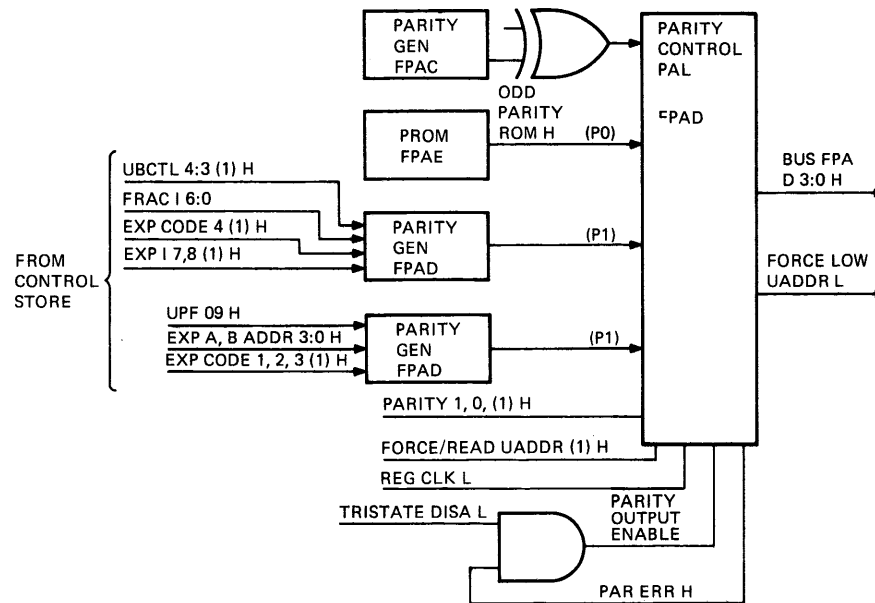 PARITY
GEN
FPAC
PARITY
CONTROL
PAL
FPAD
ODD
PARITY
ROM H
(P0)
PROM
FPAE
UBCTL 4:3 (1) H
FRAC I 6:0
EXP CODE 4 (1) H
EXP I 7,8 (1) H
PARITY
GEN
FPAD
(P1)
BUS FPA
D 3:0 H
FROM
CONTROL
STORE
FORCE LOW
UADDR L
UPF 09 H
EXP A, B ADDR 3:0 H
EXP CODE 1, 2, 3 (1) H
PARITY
GEN
FPAD
(P1)
PARITY 1, 0, (1) H
FORCE/READ UADDR (1) H
REG CLK L
TRISTATE DISA L
PARITY
OUTPUT
ENABLE
PAR ERR H